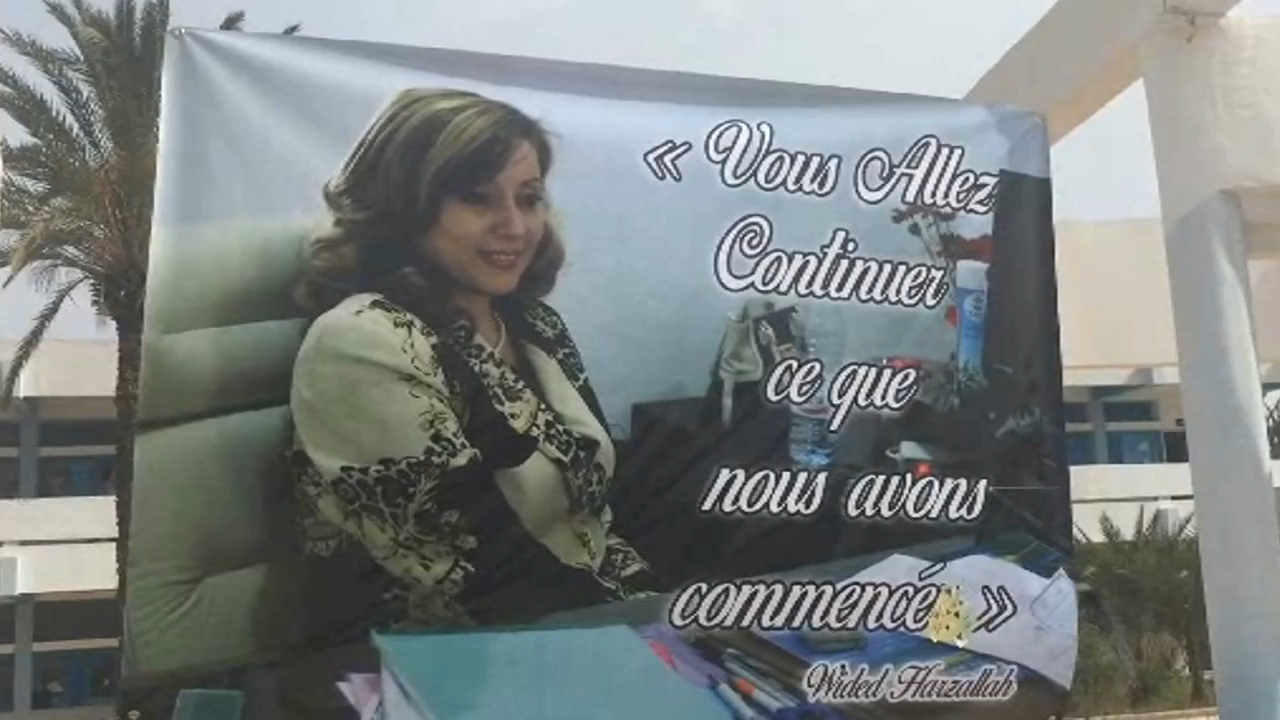 « Vous Allez
Continuer
ce que
nous avons
commencé »
Wided Harzallah